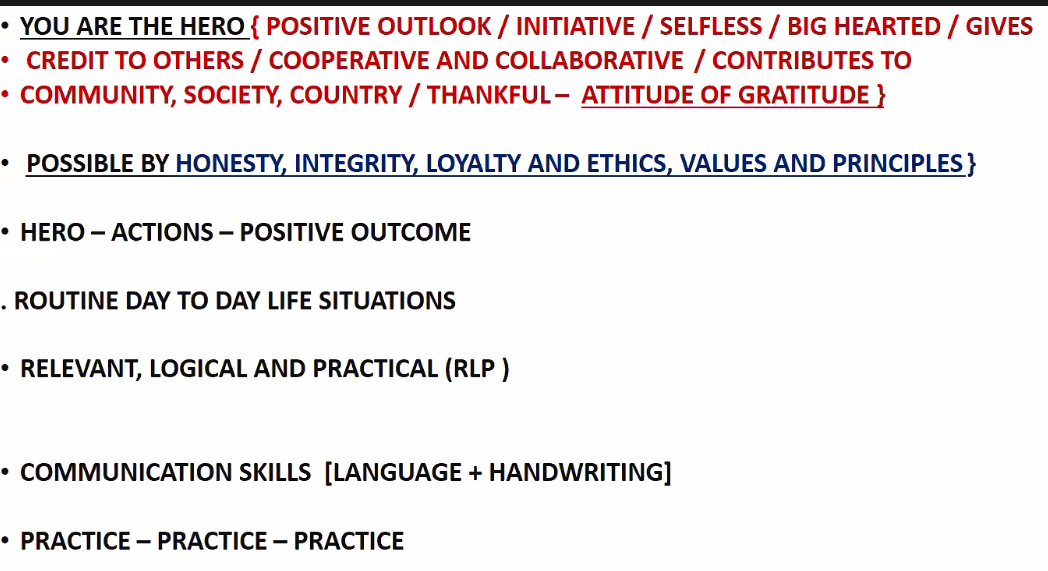 • YOU ARE THE HERO { POSITIVE OUTLOOK / INITIATIVE / SELFLESS / BIG HEARTED / GIVES
• CREDIT TO OTHERS / COOPERATIVE AND COLLABORATIVE / CONTRIBUTES TO
• COMMUNITY, SOCIETY, COUNTRY / THANKFUL – ATTITUDE OF GRATITUDE }
• POSSIBLE BY HONESTY, INTEGRITY, LOYALTY AND ETHICS, VALUES AND PRINCIPLES }
• HERO – ACTIONS – POSITIVE OUTCOME
. ROUTINE DAY TO DAY LIFE SITUATIONS
• RELEVANT, LOGICAL AND PRACTICAL (RLP )
• COMMUNICATION SKILLS [LANGUAGE + HANDWRITING]
• PRACTICE – PRACTICE – PRACTICE